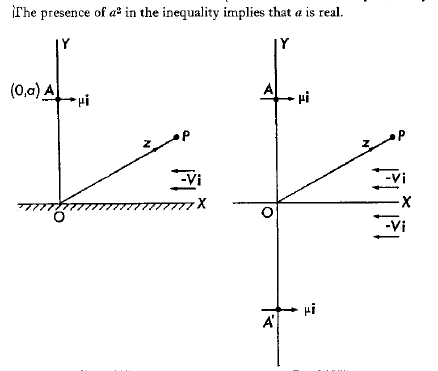 The presence of a² in the inequality implies that a is real.
Y
Y
(0,a) A
μi
A
μi
z
P
z
P
-Vi
-Vi
X
X
O
O
-Vi
A'
μi